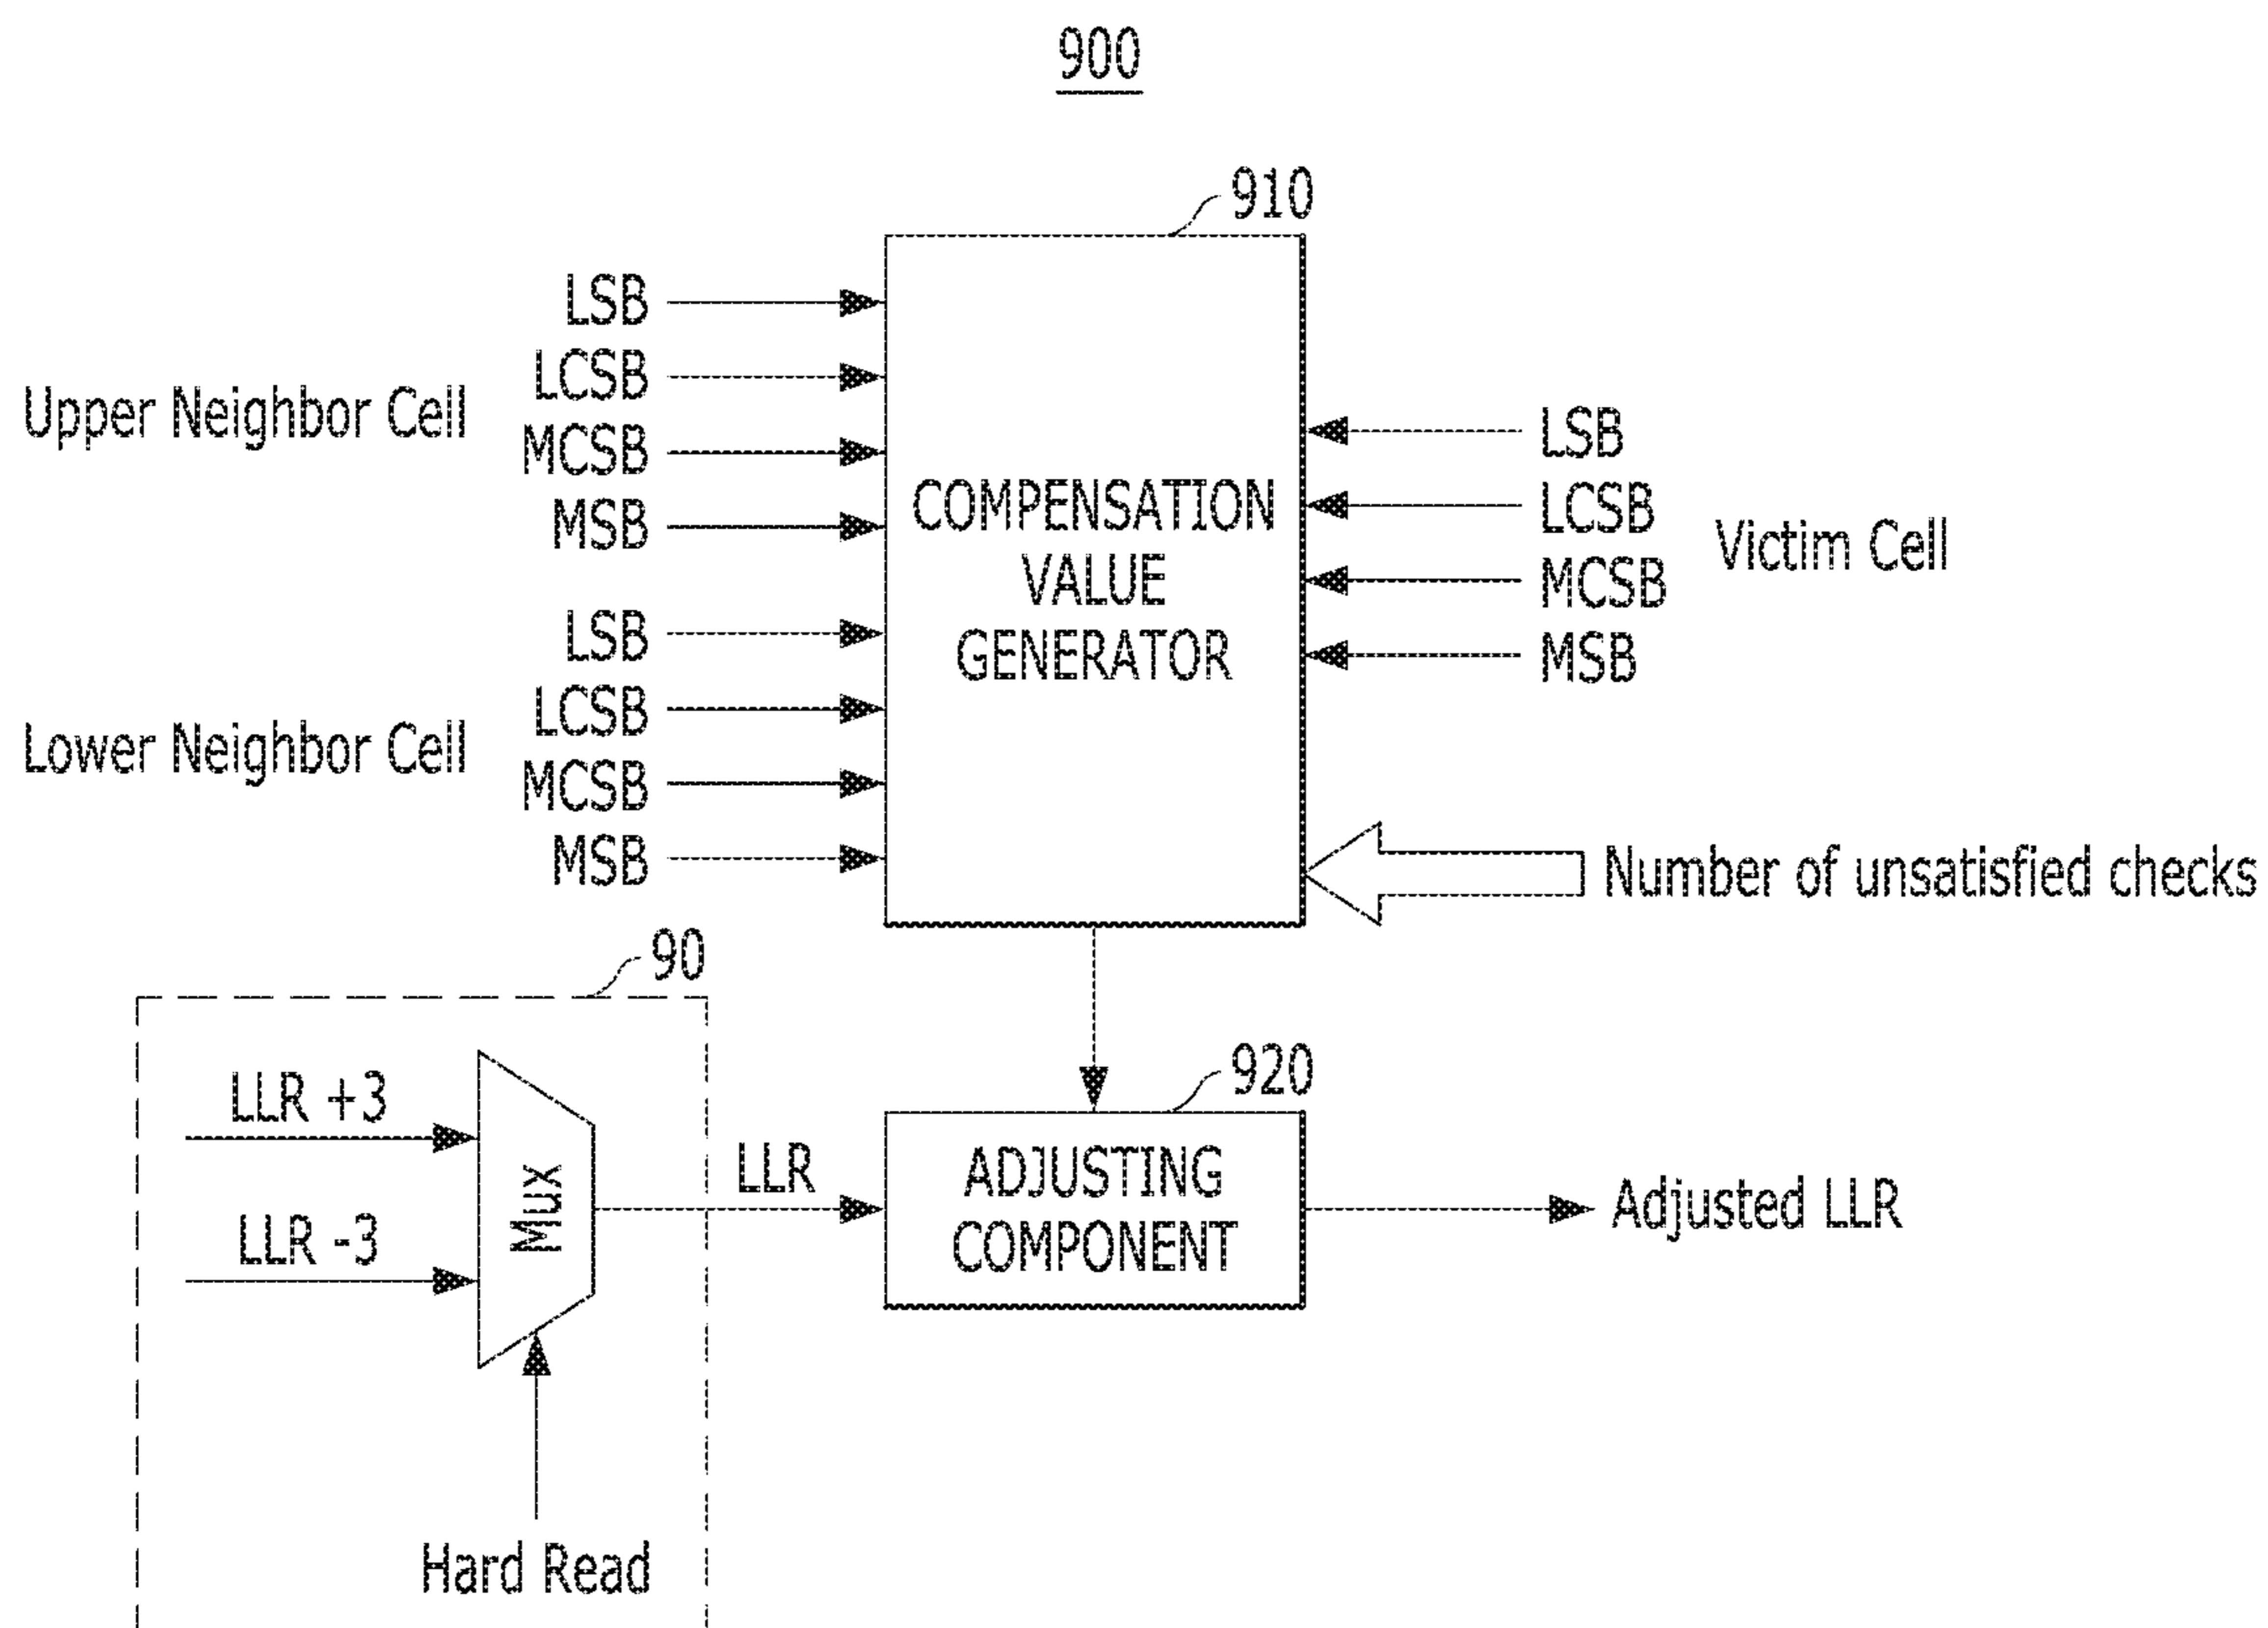 900
910
LSB
LCSB
Upper Neighbor Cell
MCSB
MSB
LSB
LCSB
Lower Neighbor Cell
MCSB
MSB
COMPENSATION
VALUE
GENERATOR
LSB
LCSB
Victim Cell
MCSB
MSB
Number of unsatisfied checks
90
LLR +3
LLR -3
Mux
Hard Read
LLR
920
ADJUSTING
COMPONENT
Adjusted LLR